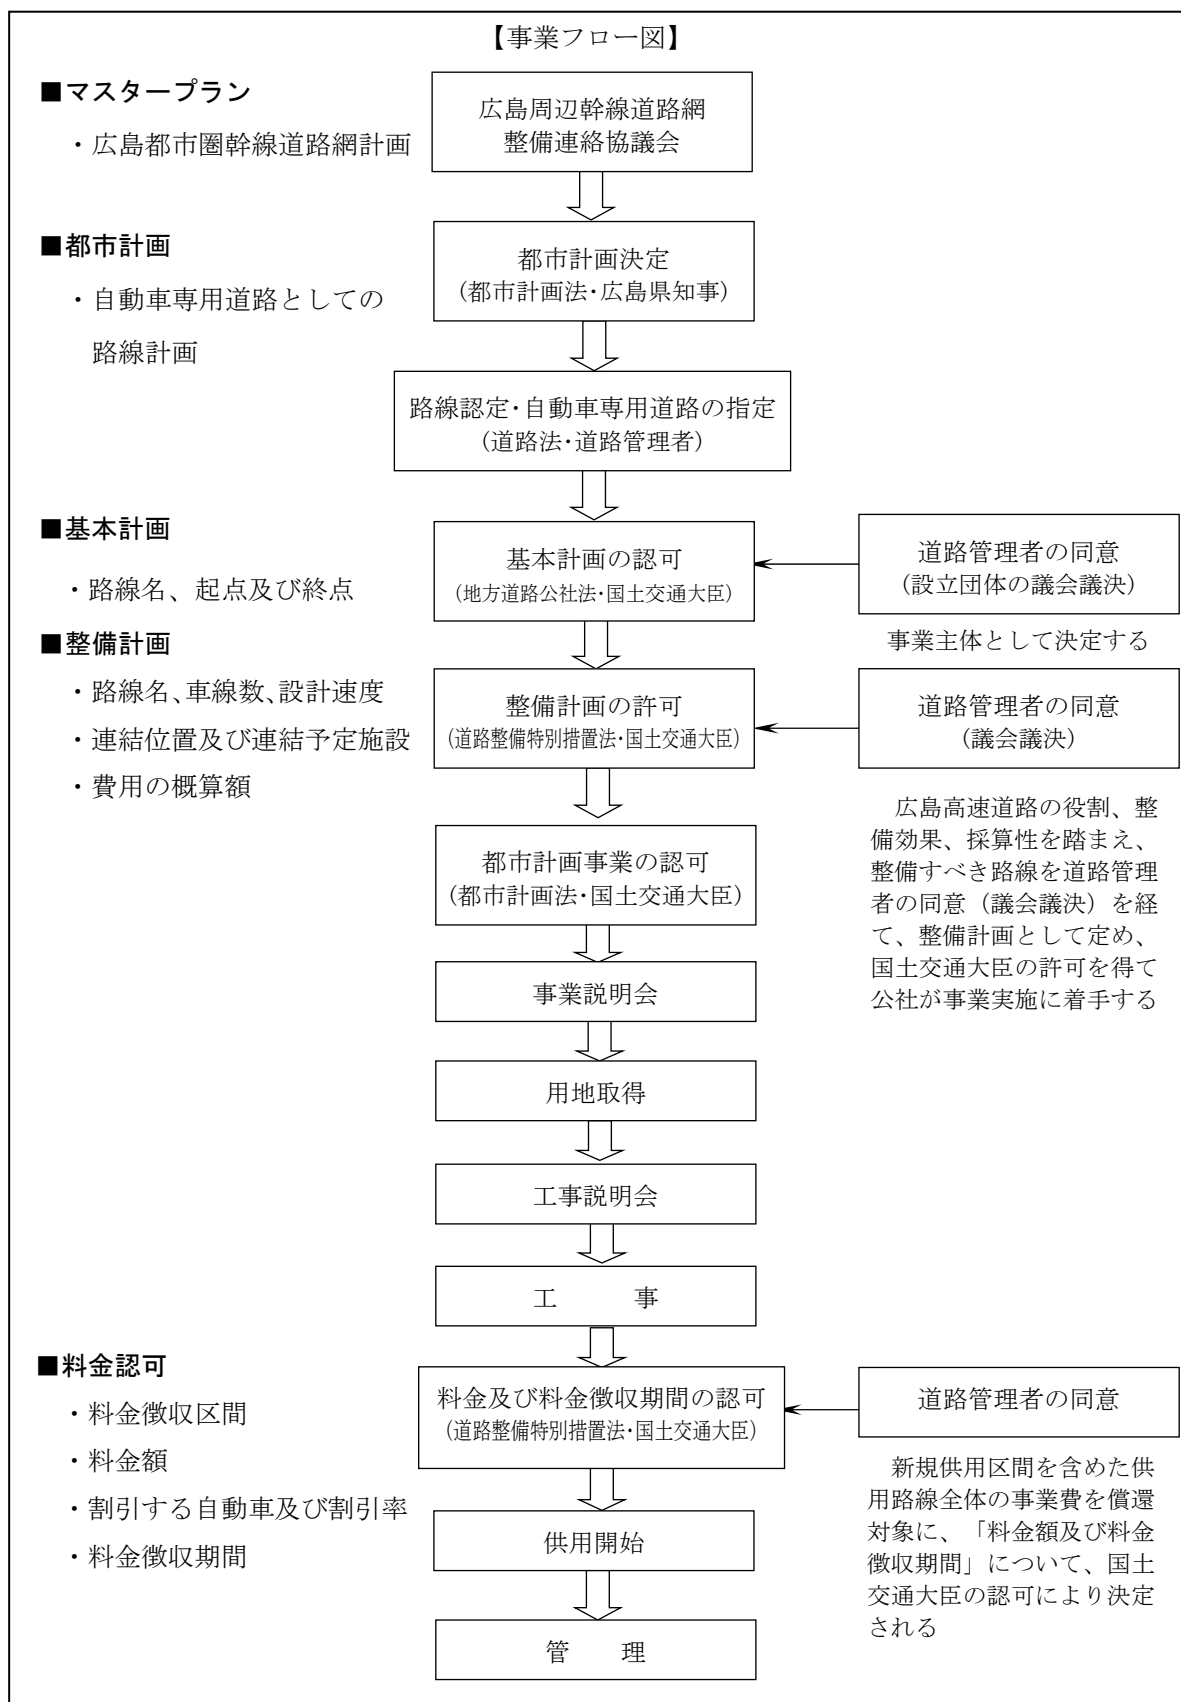 【事業フロー図】
■マスタープラン
・広島都市圏幹線道路網計画
広島周辺幹線道路網
整備連絡協議会
■都市計画
・自動車専用道路としての
路線計画
都市計画決定
(都市計画法・広島県知事)
路線認定・自動車専用道路の指定
(道路法・道路管理者)
■基本計画
・路線名、起点及び終点
基本計画の認可
(地方道路公社法・国土交通大臣)
道路管理者の同意
(設立団体の議会議決)
事業主体として決定する
■整備計画
・路線名、車線数、設計速度
・連結位置及び連結予定施設
・費用の概算額
整備計画の許可
(道路整備特別措置法・国土交通大臣)
道路管理者の同意
(議会議決)
広島高速道路の役割、整
備効果、採算性を踏まえ、
整備すべき路線を道路管理
者の同意（議会議決）を経
て、整備計画として定め、
国土交通大臣の許可を得て
公社が事業実施に着手する
都市計画事業の認可
(都市計画法・国土交通大臣)
事業説明会
用地取得
工事説明会
工　　　事
■料金認可
・料金徴収区間
・料金額
・割引する自動車及び割引率
・料金徴収期間
料金及び料金徴収期間の認可
(道路整備特別措置法・国土交通大臣)
道路管理者の同意
新規供用区間を含めた供
用路線全体の事業費を償還
対象に、「料金額及び料金
徴収期間」について、国土
交通大臣の認可により決定
される
供用開始
管　　理